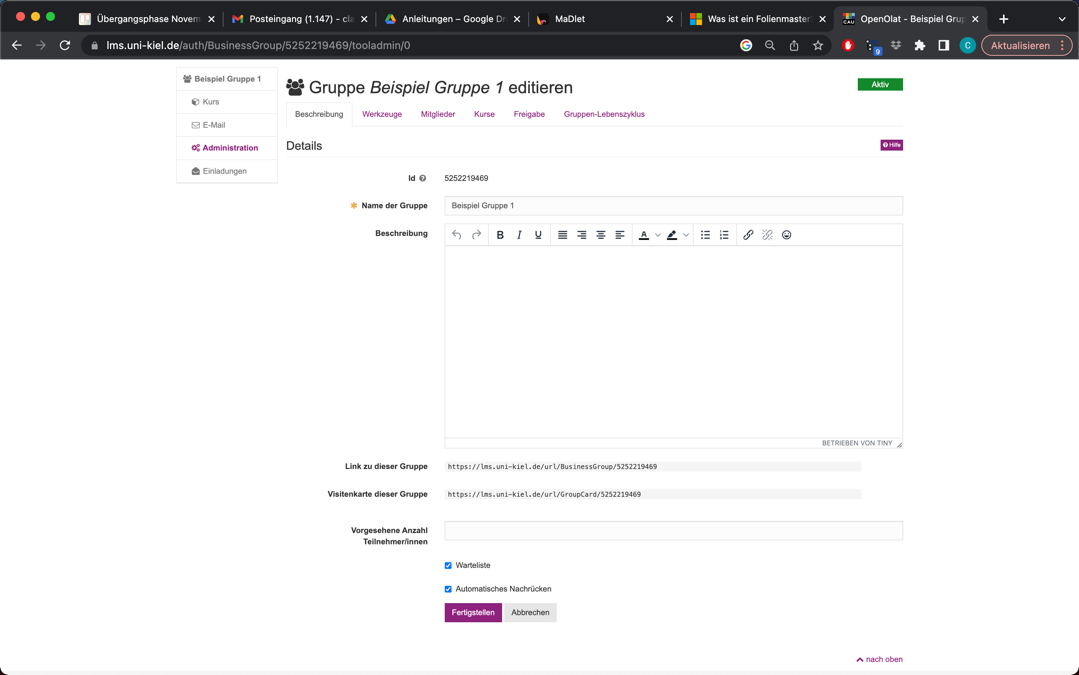 Übergangsphase Novem
Posteingang (1.147) – cla
Anleitungen – Google Dr
MaDlet
Was ist ein Folienmaster?
OpenOlat - Beispiel Grup
lms.uni-kiel.de/auth/BusinessGroup/5252219469/tooladmin/0
9
C
Aktualisieren
Beispiel Gruppe 1
Kurs
E-Mail
Administration
Einladungen
Gruppe Beispiel Gruppe 1 editieren
Aktiv
Beschreibung Werkzeuge Mitglieder Kurse Freigabe Gruppen-Lebenszyklus
Details
Hilfe
Id 5252219469
Name der Gruppe Beispiel Gruppe 1
Beschreibung
B I U A
BETRIEBEN VON TINY
Link zu dieser Gruppe https://lms.uni-kiel.de/url/BusinessGroup/5252219469
Visitenkarte dieser Gruppe https://lms.uni-kiel.de/url/GroupCard/5252219469
Vorgesehene Anzahl
Teilnehmer/innen
Warteliste
Automatisches Nachrücken
Fertigstellen Abbrechen
nach oben